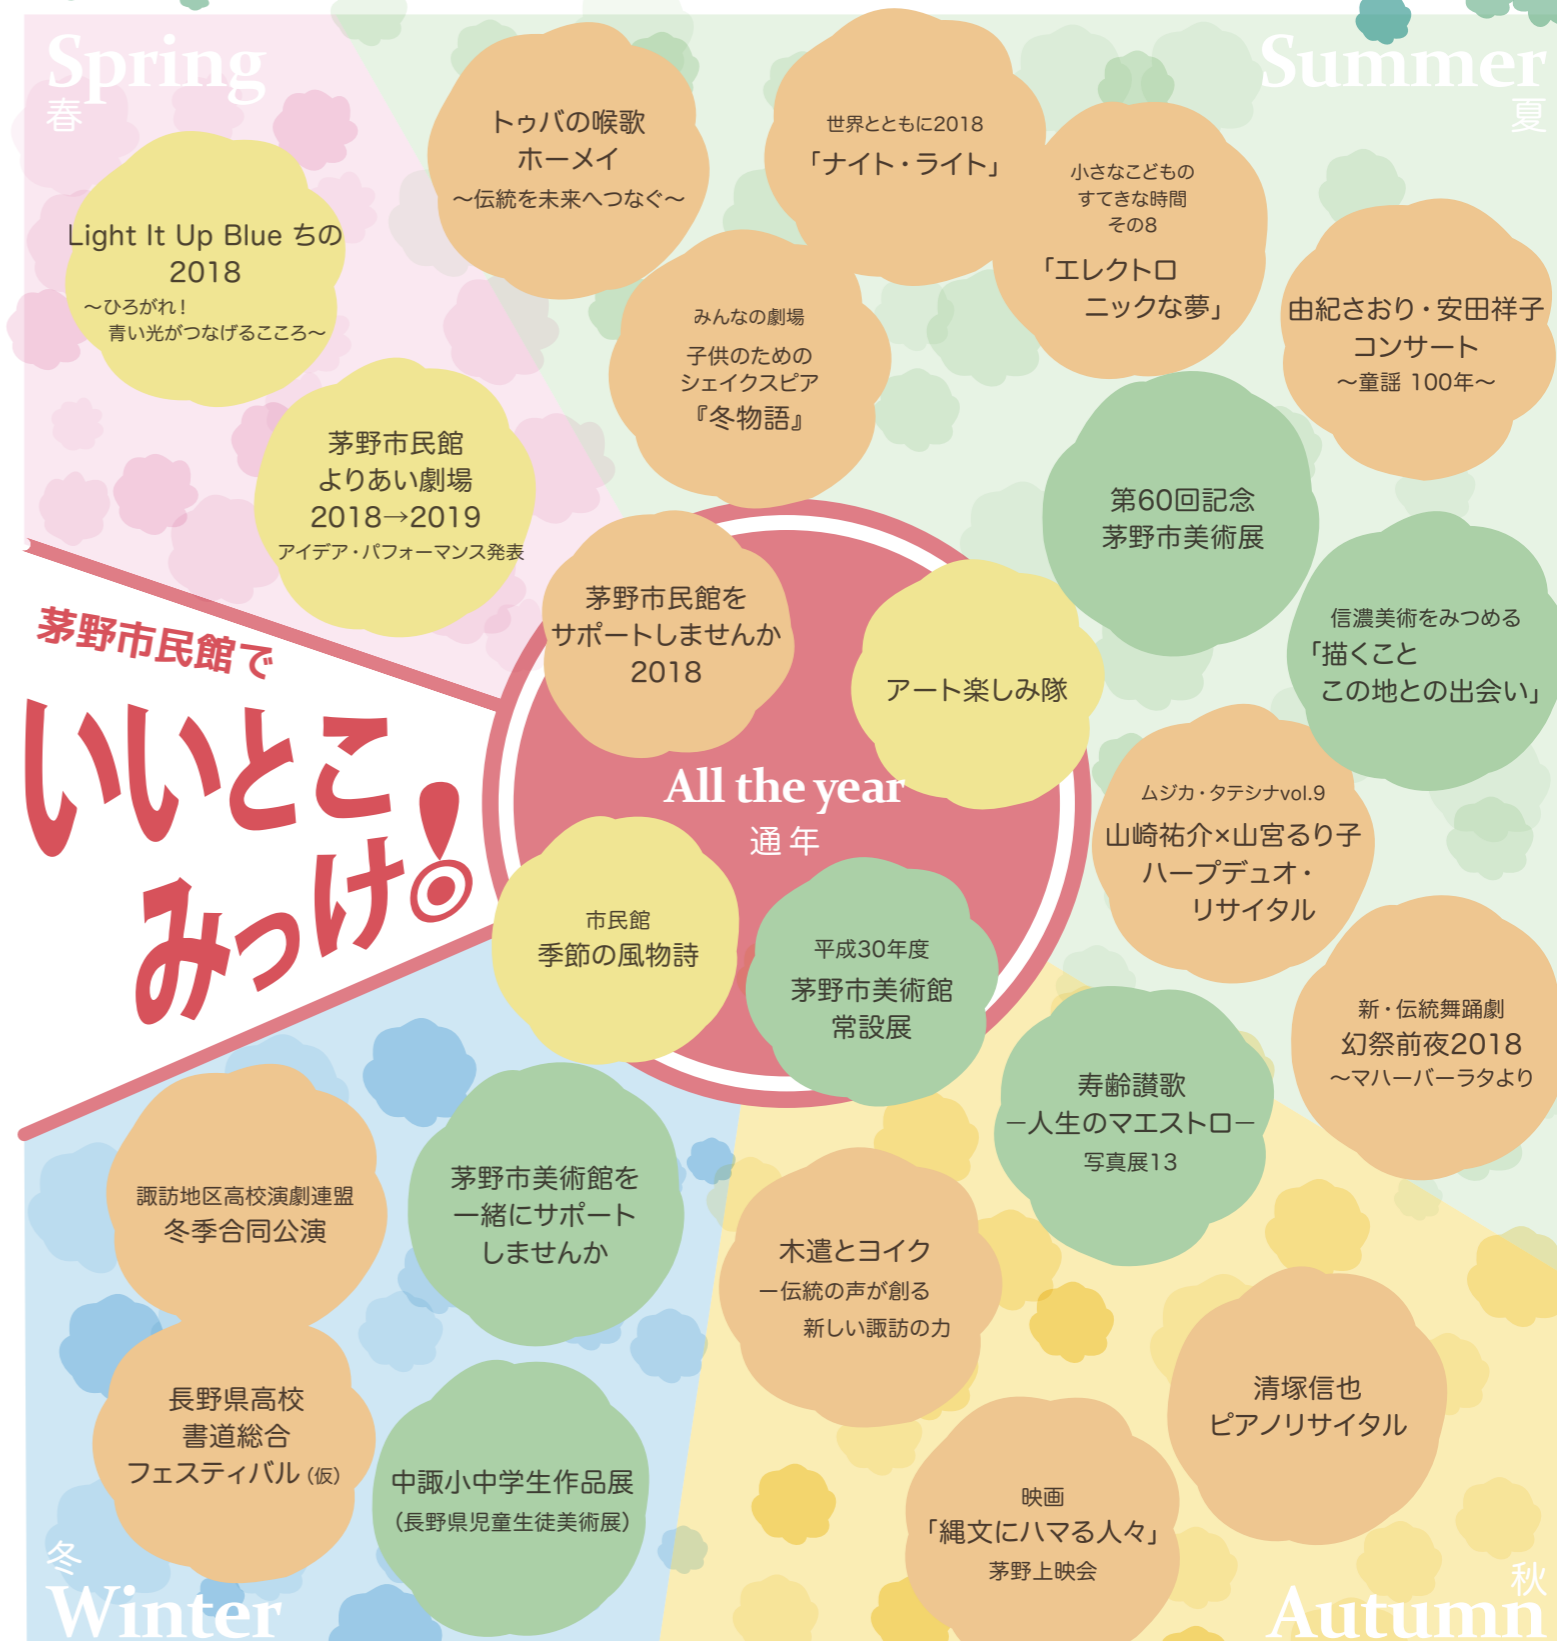 Spring
春
Light It Up Blue ちの
2018
～ひろがれ！
青い光がつなげるこころ～
茅野市民館
よりあい劇場
2018→2019
アイデア・パフォーマンス発表
Summer
夏
トゥバの喉歌
ホーメイ
～伝統を未来へつなぐ～
世界とともに2018
「ナイト・ライト」
小さなこどもの
すてきな時間
その8
「エレクトロ
ニックな夢」
みんなの劇場
子供のための
シェイクスピア
『冬物語』
由紀さおり・安田祥子
コンサート
～童謡 100年～
第60回記念
茅野市美術展
信濃美術をみつめる
「描くこと
この地との出会い」
ムジカ・タテシナvol.9
山崎祐介×山宮るり子
ハープデュオ・
リサイタル
新・伝統舞踊劇
幻祭前夜2018
～マハーバーラタより
茅野市民館で
いいとこ
みっけ！
茅野市民館を
サポートしませんか
2018
アート楽しみ隊
All the year
通年
市民館
季節の風物詩
平成30年度
茅野市美術館
常設展
寿齢讃歌
－人生のマエストロ－
写真展13
木遣とヨイク
－伝統の声が創る
新しい諏訪の力
清塚信也
ピアノリサイタル
映画
「縄文にハマる人々」
茅野上映会
秋
Autumn
諏訪地区高校演劇連盟
冬季合同公演
茅野市美術館を
一緒にサポート
しませんか
長野県高校
書道総合
フェスティバル（仮）
中諏小中学生作品展
（長野県児童生徒美術展）
冬
Winter